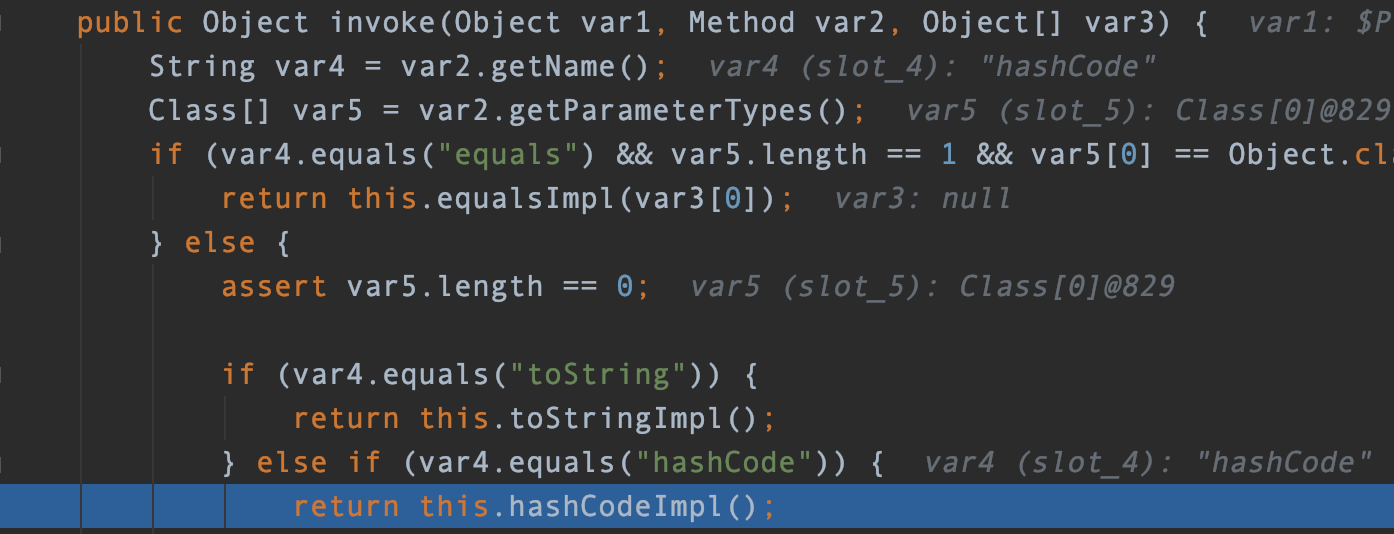 public Object invoke(Object var1, Method var2, Object[] var3) {  var1: $P
String var4 = var2.getName();  var4 (slot_4): "hashCode"
Class[] var5 = var2.getParameterTypes();  var5 (slot_5): Class[0]@829
if (var4.equals("equals") && var5.length == 1 && var5[0] == Object.cl
return this.equalsImpl(var3[0]);  var3: null
} else {
assert var5.length == 0;  var5 (slot_5): Class[0]@829
if (var4.equals("toString")) {
return this.toStringImpl();
} else if (var4.equals("hashCode")) {  var4 (slot_4): "hashCode"
return this.hashCodeImpl();